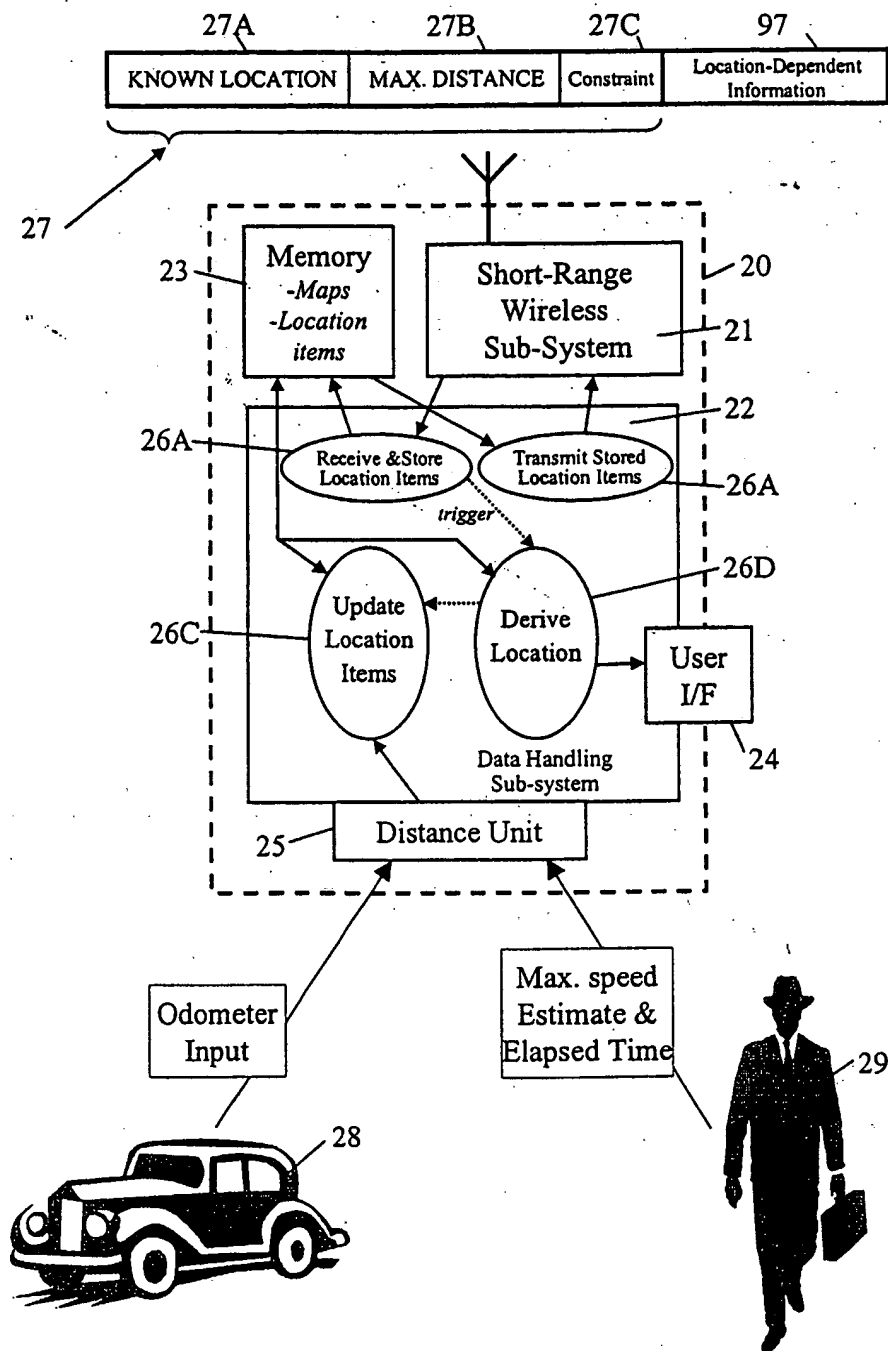 27A 27B 27C 97
KNOWN LOCATION MAX. DISTANCE Constraint Location-Dependent
Information
27
23
Memory
-Maps
-Location
items
Short-Range
Wireless
Sub-System
20
21
22
26A
Receive &Store
Location Items
Transmit Stored
Location Items
26A
trigger
26D
26C
Update
Location
Items
Derive
Location
User
I/F
24
Data Handling
Sub-system
25
Distance Unit
Odometer
Input
Max. speed
Estimate &
Elapsed Time
29
28